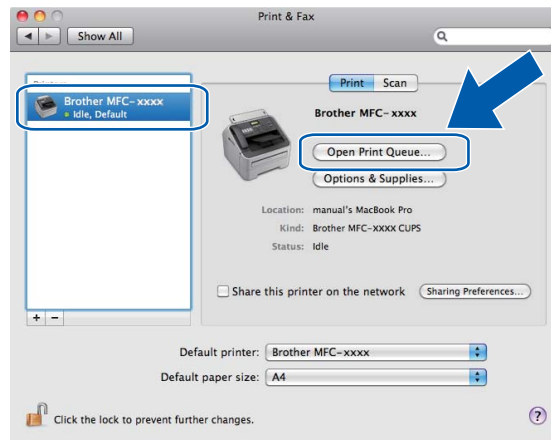 Print & Fax
Show All
Printers
Brother MFC-xxxx
Idle, Default
+ −
Print Scan
Brother MFC-xxxx
Open Print Queue...
Options & Supplies...
Location: manual's MacBook Pro
Kind: Brother MFC-XXXX CUPS
Status: Idle
Share this printer on the network Sharing Preferences...
Default printer: Brother MFC-xxxx
Default paper size: A4
Click the lock to prevent further changes.
?